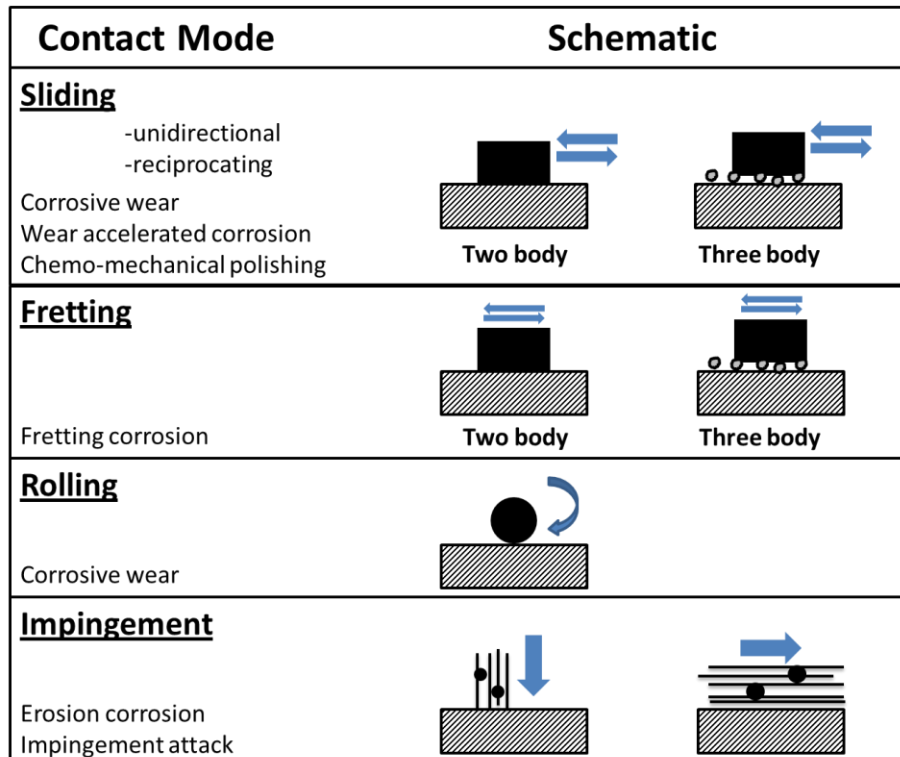 Contact Mode Schematic
Sliding
-unidirectional
-reciprocating
Corrosive wear
Wear accelerated corrosion
Chemo-mechanical polishing
Two body Three body
Fretting
Fretting corrosion
Two body Three body
Rolling
Corrosive wear
Impingement
Erosion corrosion
Impingement attack